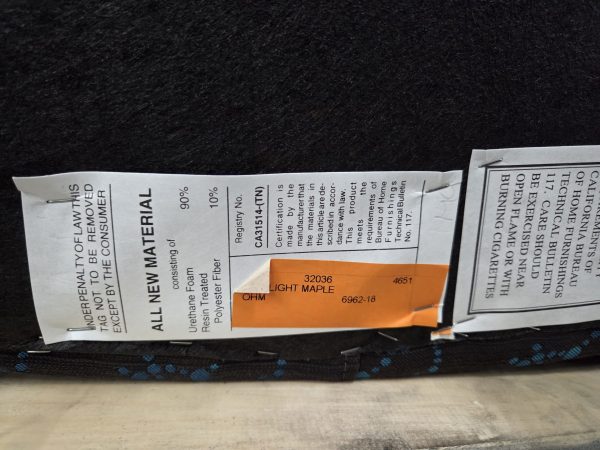 UNDER PENALTY OF LAW THIS
TAG NOT TO BE REMOVED
EXCEPT BY THE CONSUMER
ALL NEW MATERIAL
consisting of
Urethane Foam 90%
Resin Treated
Polyester Fiber 10%
Registry No.
CA31514-(TN)
Certification is
made by the
manufacturer that
the materials in
this article are de-
scribed in accor-
dance with law.
This product
meets the
requirements of
Bureau of Home
Furnishings
Technical Bulletin
No. 117.
32036 4651
LIGHT MAPLE
OHM 6962-18
CALIFORNIA BUREAU
OF HOME FURNISHINGS
TECHNICAL BULLETIN
117. CARE SHOULD
BE EXERCISED NEAR
OPEN FLAME OR WITH
BURNING CIGARETTES